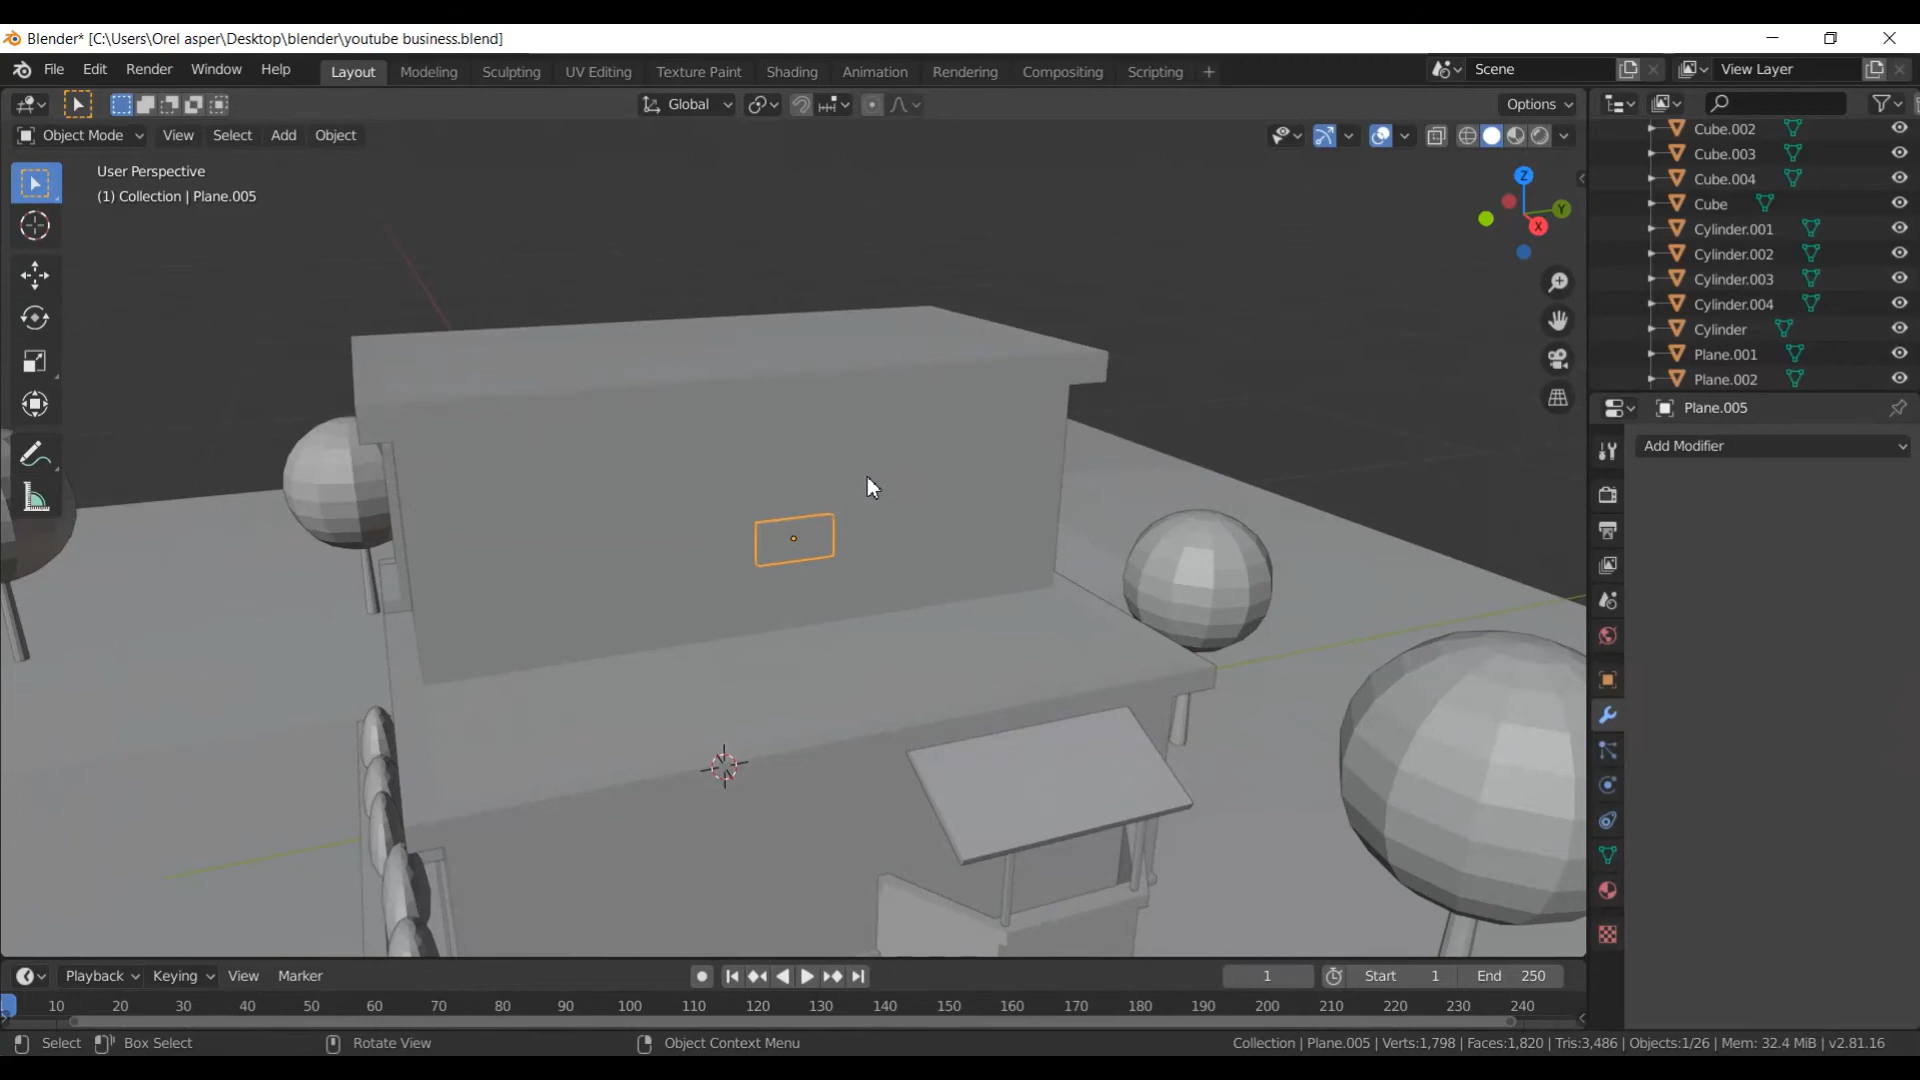 Blender* [C:\Users\Orel asper\Desktop\blender\youtube business.blend]
File Edit Render Window Help Layout Modeling Sculpting UV Editing Texture Paint Shading Animation Rendering Compositing Scripting + Scene View Layer
Global Options
Object Mode View Select Add Object
User Perspective
(1) Collection | Plane.005
Z
Y
X
Cube.002
Cube.003
Cube.004
Cube
Cylinder.001
Cylinder.002
Cylinder.003
Cylinder.004
Cylinder
Plane.001
Plane.002
Plane.005
Add Modifier
Playback Keying View Marker 1 Start 1 End 250
10 20 30 40 50 60 70 80 90 100 110 120 130 140 150 160 170 180 190 200 210 220 230 240
Select Box Select Rotate View Object Context Menu Collection | Plane.005 | Verts:1,798 | Faces:1,820 | Tris:3,486 | Objects:1/26 | Mem: 32.4 MiB | v2.81.16